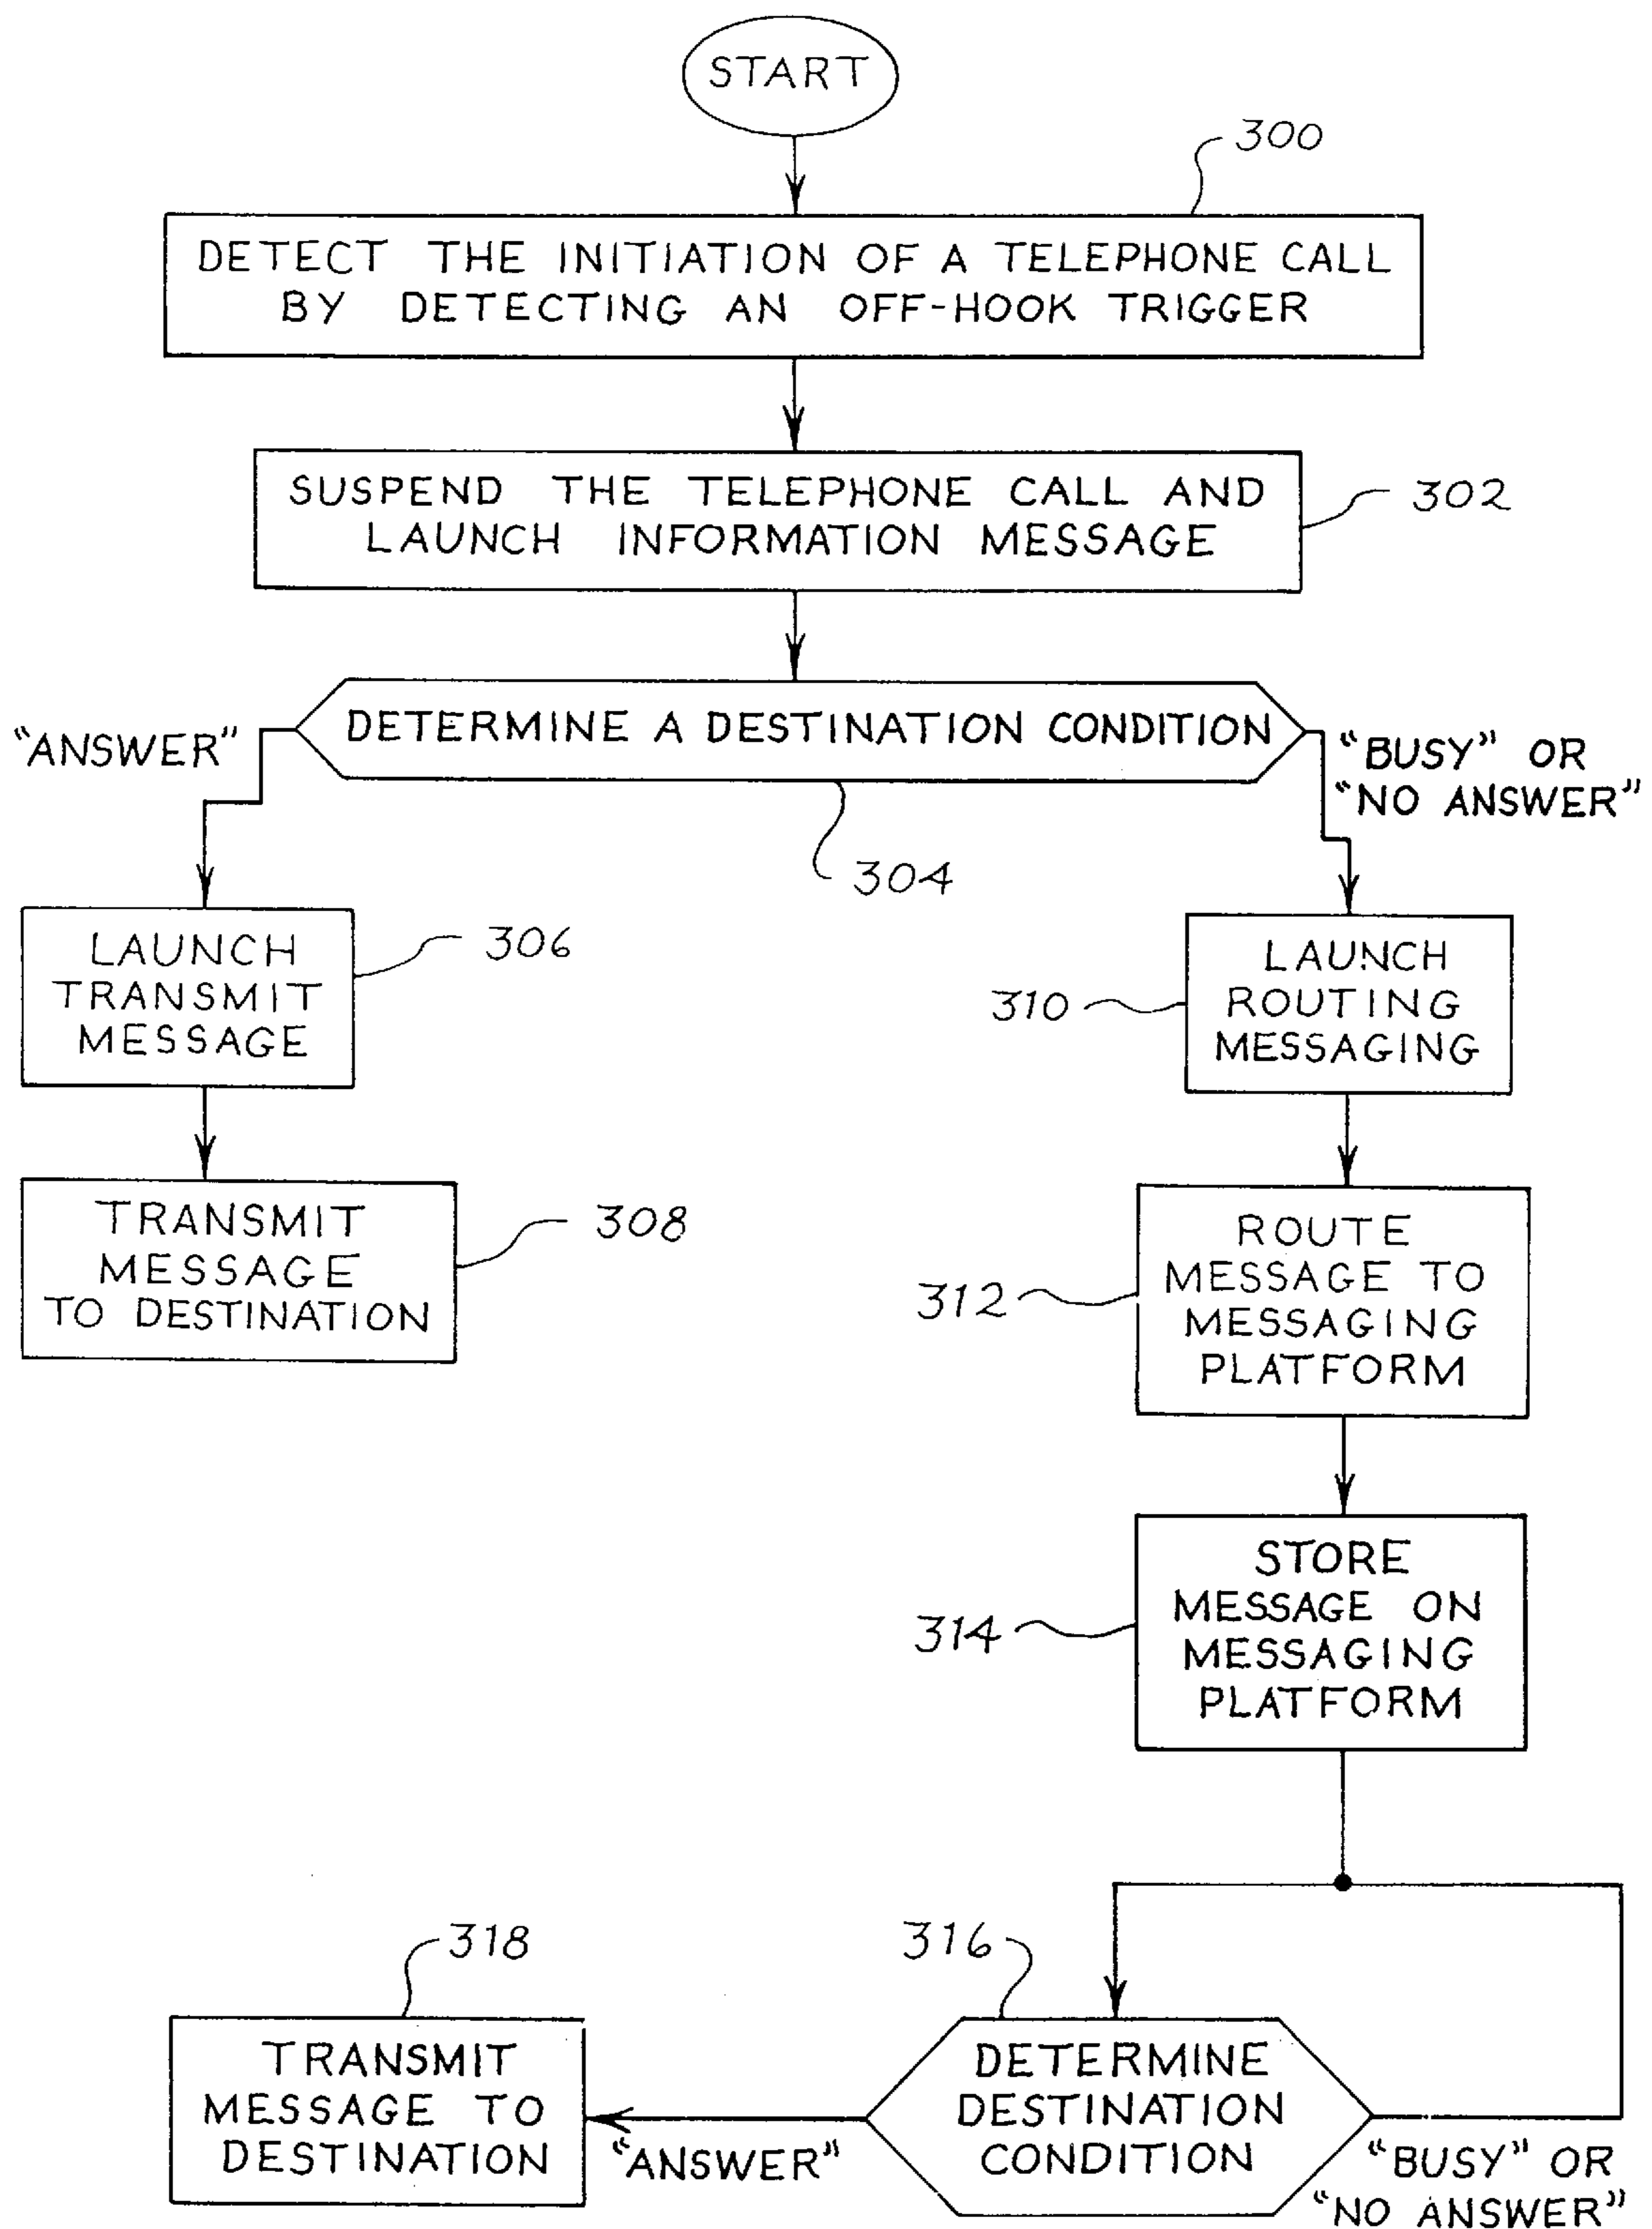 START
300
DETECT THE INITIATION OF A TELEPHONE CALL
BY DETECTING AN OFF-HOOK TRIGGER
SUSPEND THE TELEPHONE CALL AND
LAUNCH INFORMATION MESSAGE
302
DETERMINE A DESTINATION CONDITION
"ANSWER"
"BUSY" OR
"NO ANSWER"
304
LAUNCH
TRANSMIT
MESSAGE
306
310
LAUNCH
ROUTING
MESSAGING
TRANSMIT
MESSAGE
TO DESTINATION
308
312
ROUTE
MESSAGE TO
MESSAGING
PLATFORM
314
STORE
MESSAGE ON
MESSAGING
PLATFORM
318
316
TRANSMIT
MESSAGE TO
DESTINATION
"ANSWER"
DETERMINE
DESTINATION
CONDITION
"BUSY" OR
"NO ANSWER"